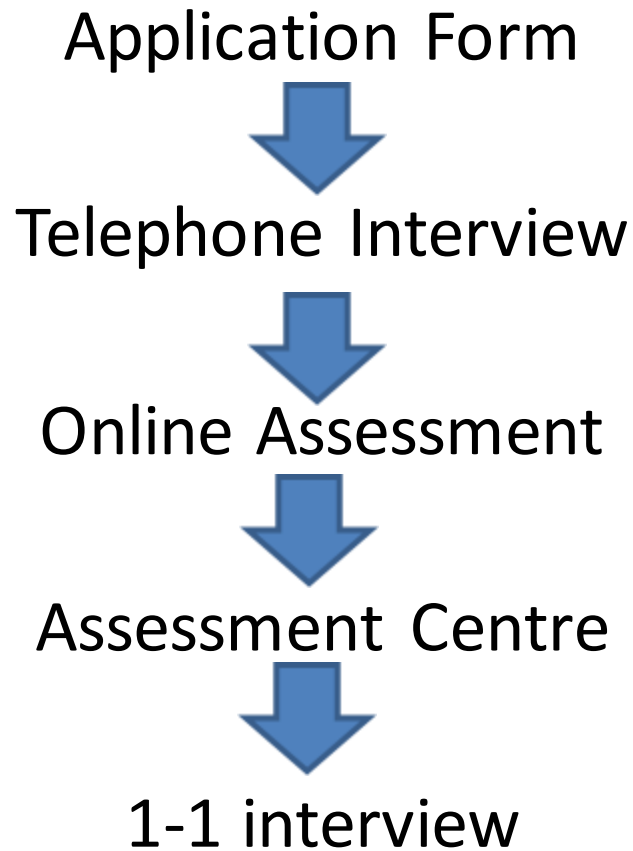 Application Form
Telephone Interview
Online Assessment
Assessment Centre
1-1 interview